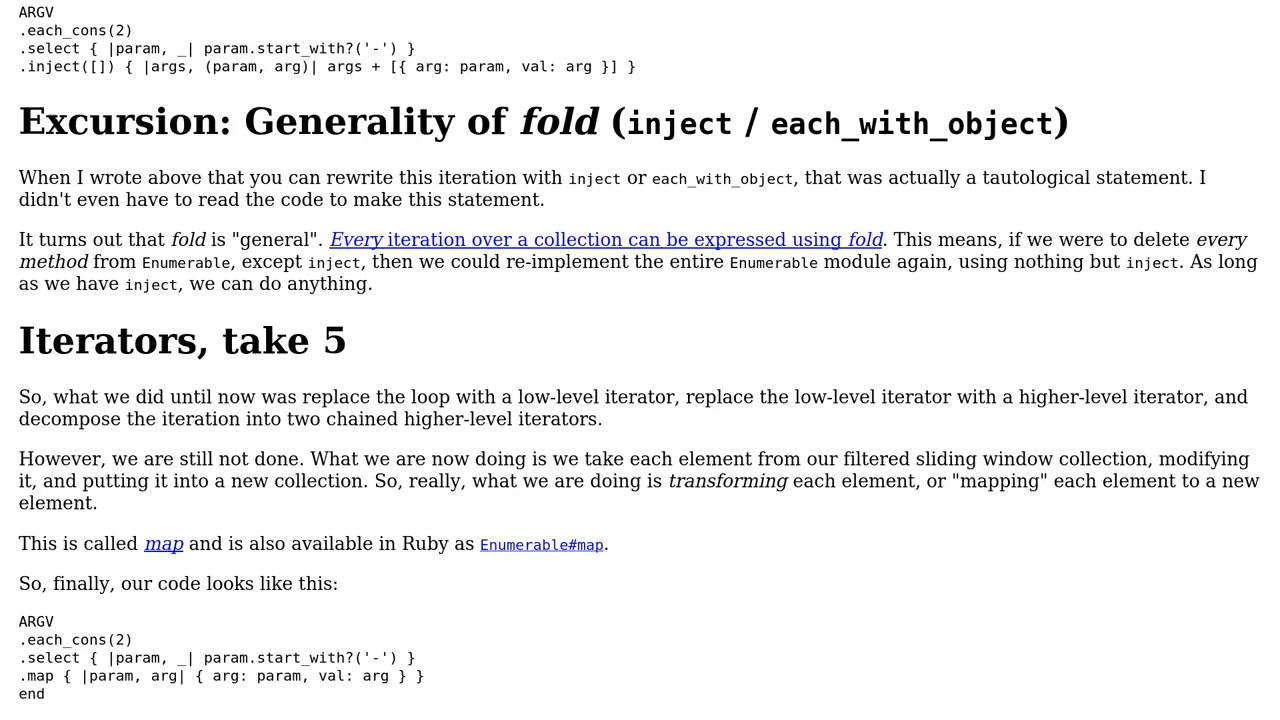 ARGV
.each_cons(2)
.select { |param, _| param.start_with?('-') }
.inject([]) { |args, (param, arg)| args + [{ arg: param, val: arg }] }
Excursion: Generality of fold (inject / each_with_object)
When I wrote above that you can rewrite this iteration with inject or each_with_object, that was actually a tautological statement. I
didn't even have to read the code to make this statement.
It turns out that fold is "general". Every iteration over a collection can be expressed using fold. This means, if we were to delete every
method from Enumerable, except inject, then we could re-implement the entire Enumerable module again, using nothing but inject. As long
as we have inject, we can do anything.
Iterators, take 5
So, what we did until now was replace the loop with a low-level iterator, replace the low-level iterator with a higher-level iterator, and
decompose the iteration into two chained higher-level iterators.
However, we are still not done. What we are now doing is we take each element from our filtered sliding window collection, modifying
it, and putting it into a new collection. So, really, what we are doing is transforming each element, or "mapping" each element to a new
element.
This is called map and is also available in Ruby as Enumerable#map.
So, finally, our code looks like this:
ARGV
.each_cons(2)
.select { |param, _| param.start_with?('-') }
.map { |param, arg| { arg: param, val: arg } }
end